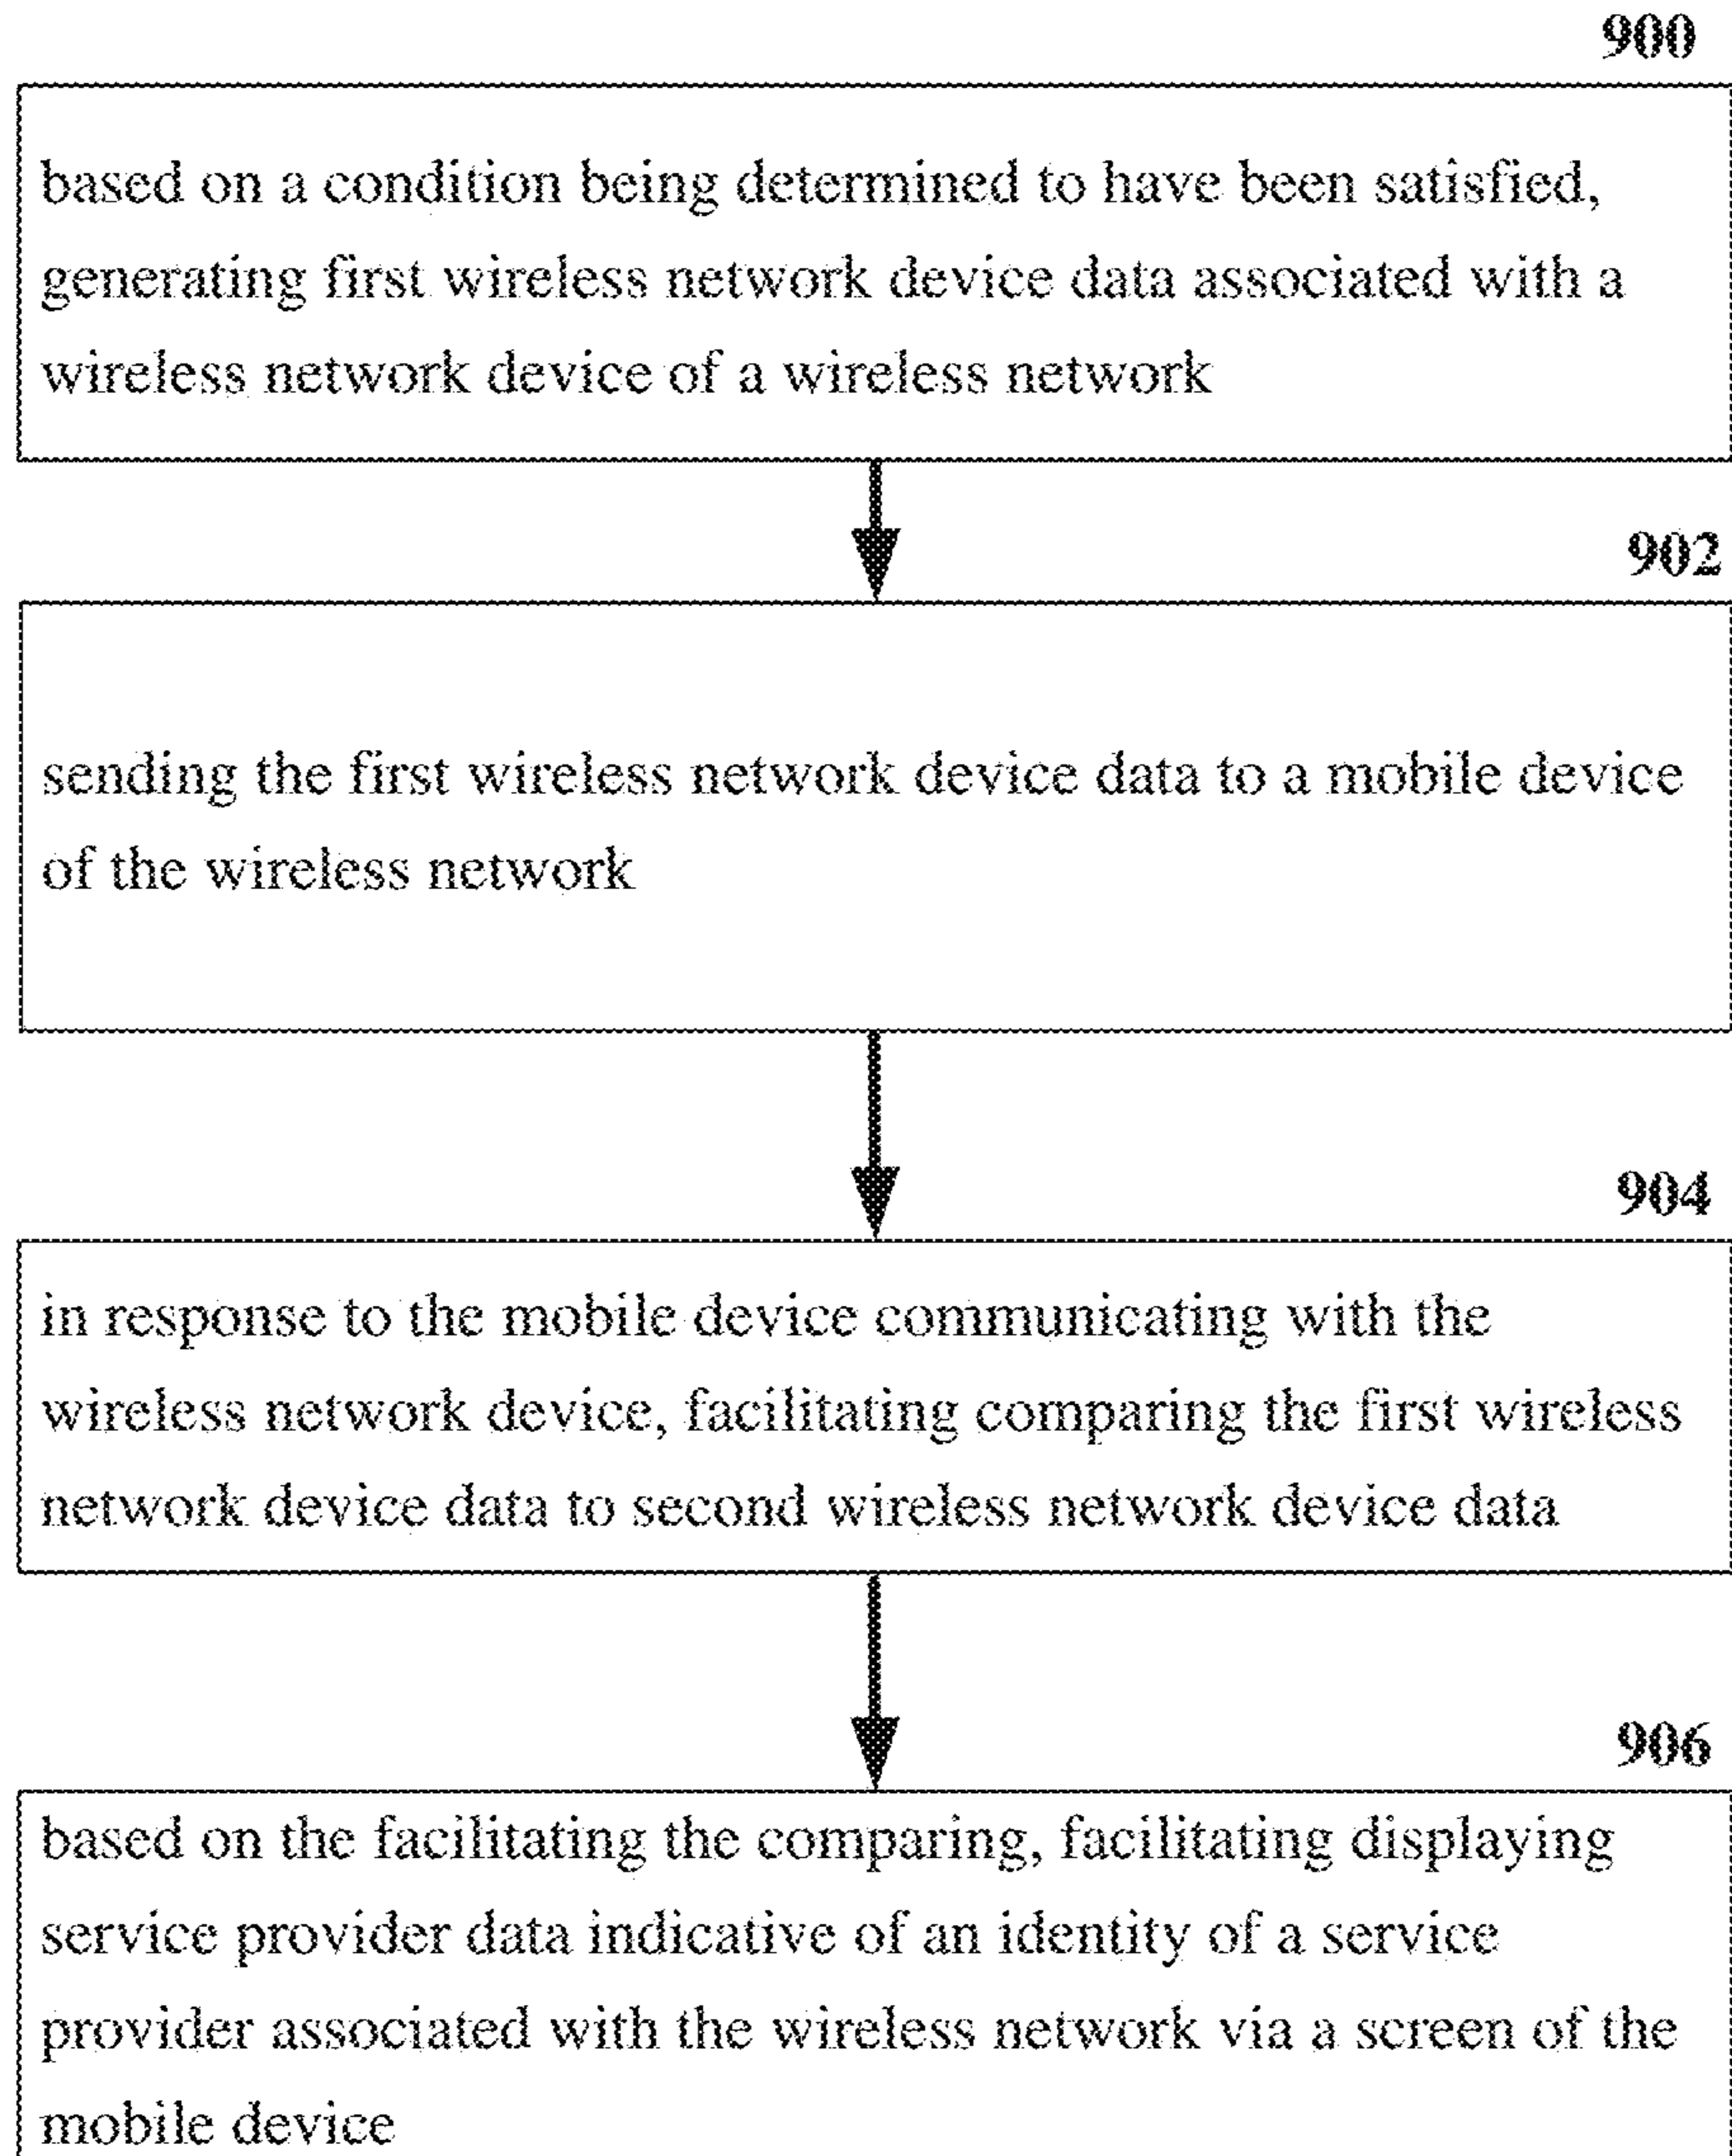 900
based on a condition being determined to have been satisfied,
generating first wireless network device data associated with a
wireless network device of a wireless network
902
sending the first wireless network device data to a mobile device
of the wireless network
904
in response to the mobile device communicating with the
wireless network device, facilitating comparing the first wireless
network device data to second wireless network device data
906
based on the facilitating the comparing, facilitating displaying
service provider data indicative of an identity of a service
provider associated with the wireless network via a screen of the
mobile device